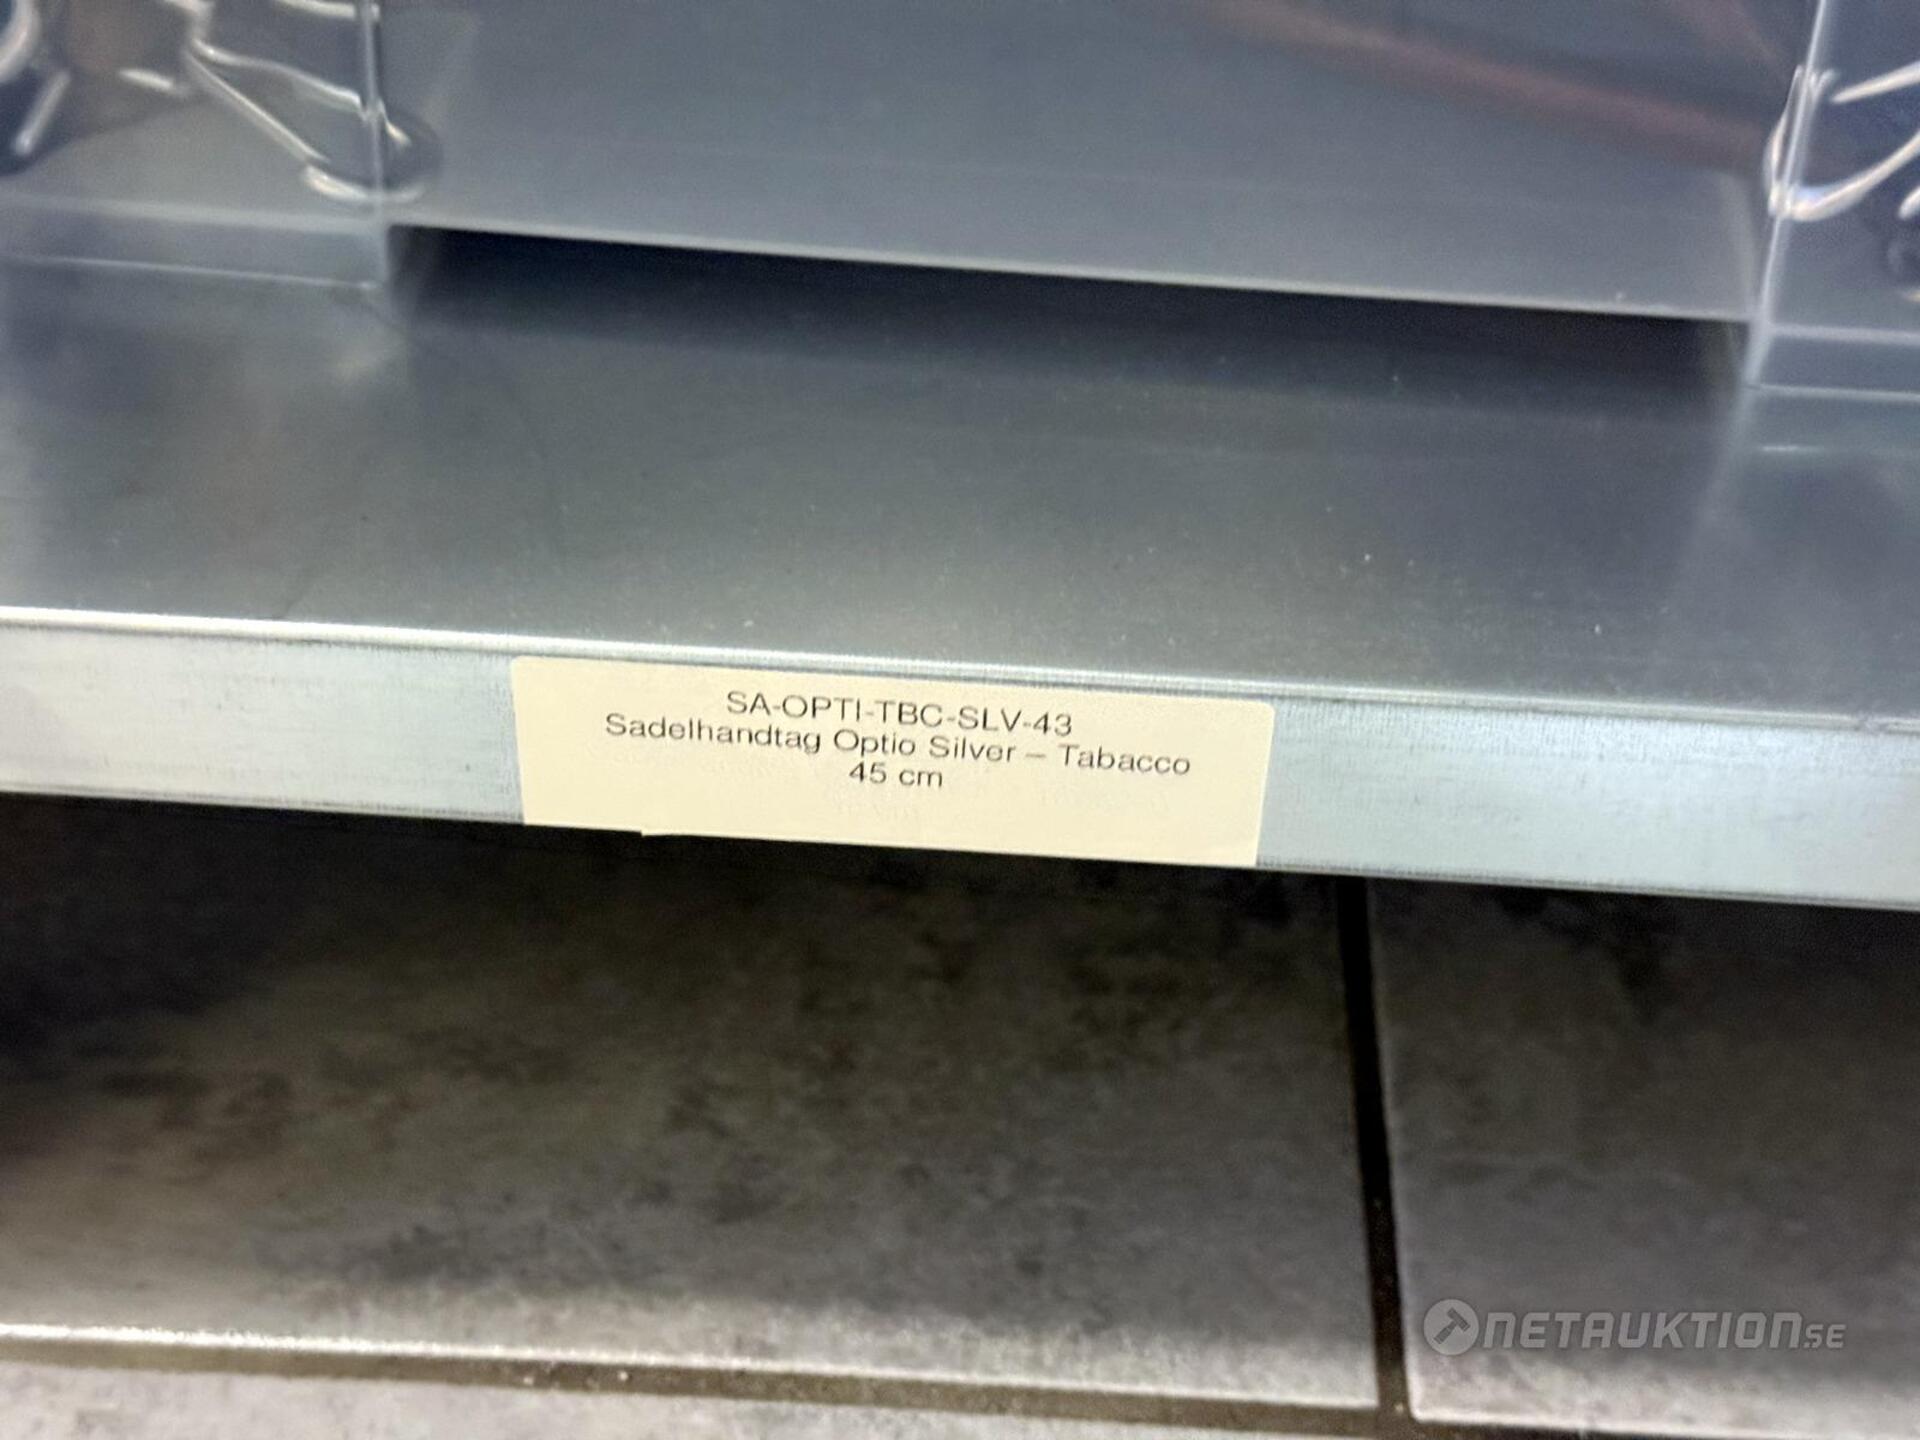 SA-OPTI-TBC-SLV-43
Sadelhandtag Optio Silver – Tabacco
45 cm
NETAUKTION.SE